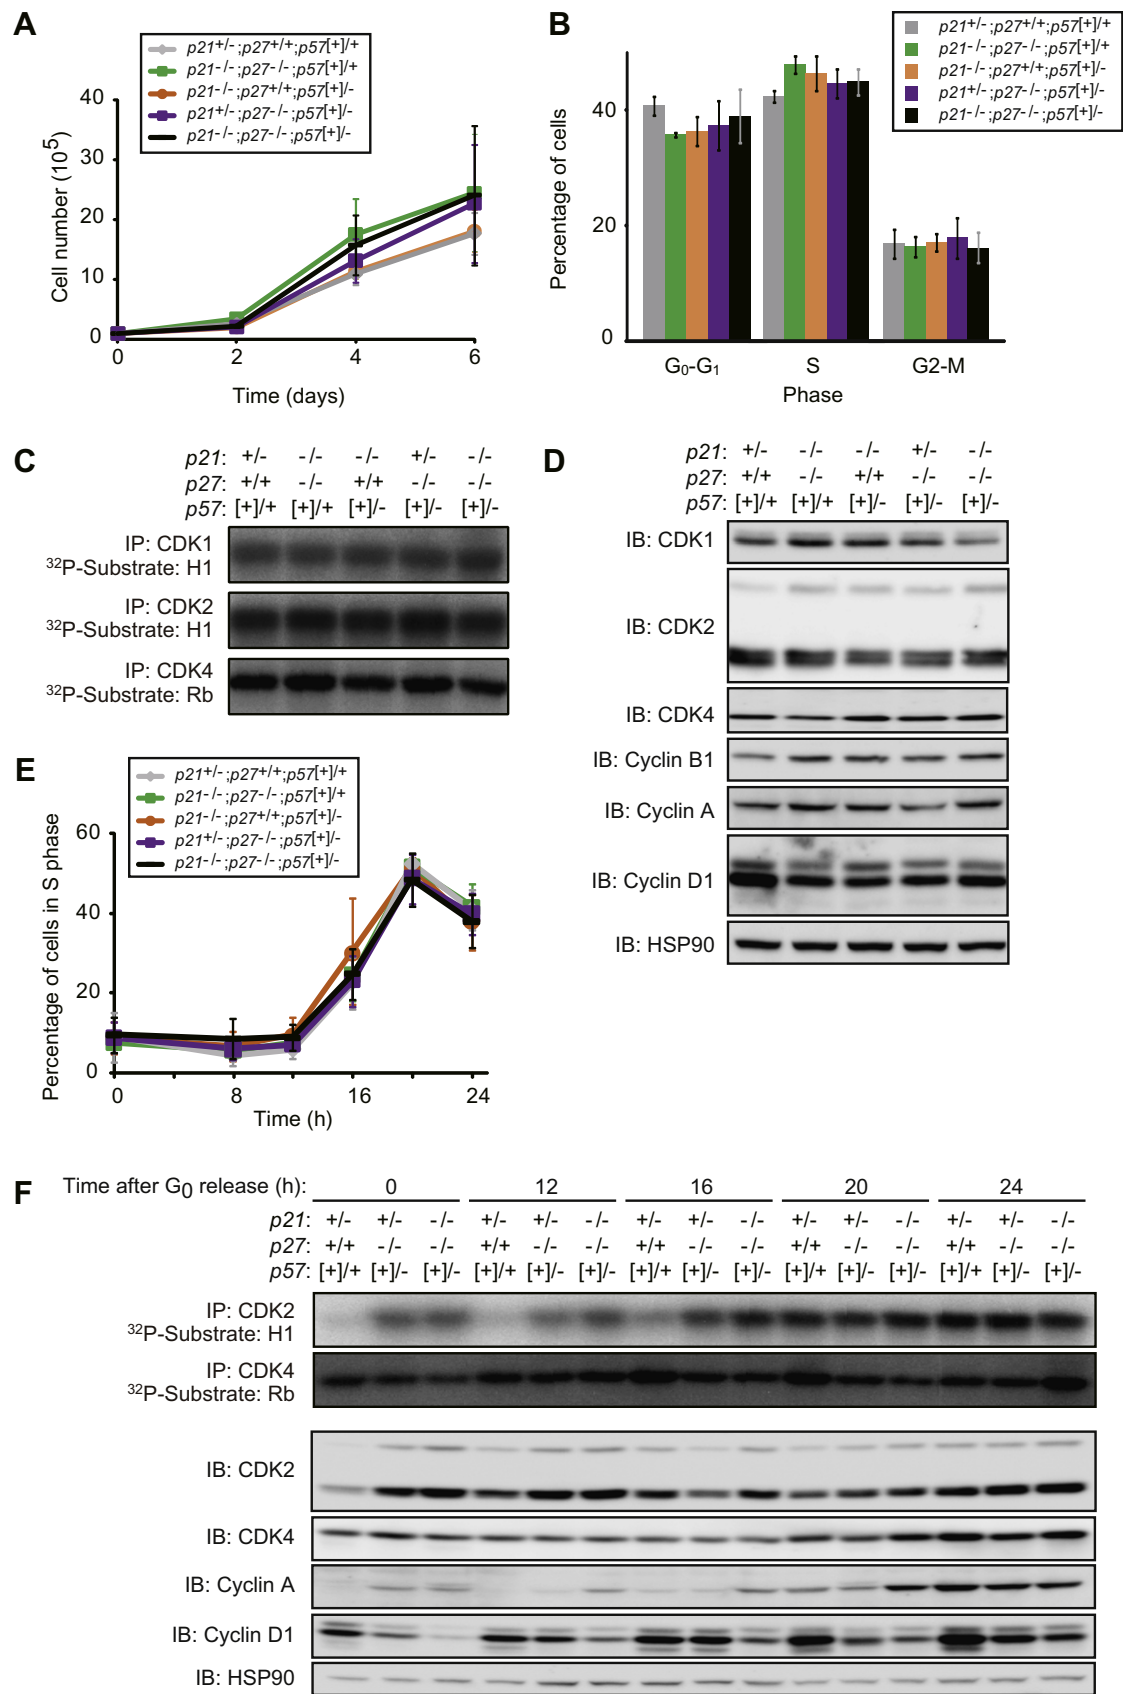 A
p21+/-;p27+/+;p57[+]/+
p21-/-;p27-/-;p57[+]/+
p21-/-;p27+/+;p57[+]/-
p21+/-;p27-/-;p57[+]/-
p21-/-;p27-/-;p57[+]/-
Cell number (10⁵)
40
30
20
10
0
0 2 4 6
Time (days)
B
p21+/-;p27+/+;p57[+]/+
p21-/-;p27-/-;p57[+]/+
p21-/-;p27+/+;p57[+]/-
p21+/-;p27-/-;p57[+]/-
p21-/-;p27-/-;p57[+]/-
Percentage of cells
40
20
0
G₀-G₁ S G2-M
Phase
C
p21: +/- -/- -/- +/- -/-
p27: +/+ -/- +/+ -/- -/-
p57: [+]/+ [+]/+ [+]/- [+]/- [+]/-
IP: CDK1
³²P-Substrate: H1
IP: CDK2
³²P-Substrate: H1
IP: CDK4
³²P-Substrate: Rb
D
p21: +/- -/- -/- +/- -/-
p27: +/+ -/- +/+ -/- -/-
p57: [+]/+ [+]/+ [+]/- [+]/- [+]/-
IB: CDK1
IB: CDK2
IB: CDK4
IB: Cyclin B1
IB: Cyclin A
IB: Cyclin D1
IB: HSP90
E
p21+/-;p27+/+;p57[+]/+
p21-/-;p27-/-;p57[+]/+
p21-/-;p27+/+;p57[+]/-
p21+/-;p27-/-;p57[+]/-
p21-/-;p27-/-;p57[+]/-
Percentage of cells in S phase
60
40
20
0
0 8 16 24
Time (h)
F
Time after G₀ release (h): 0 12 16 20 24
p21: +/- +/- -/- +/- +/- -/- +/- +/- -/- +/- +/- -/- +/- +/- -/-
p27: +/+ -/- -/- +/+ -/- -/- +/+ -/- -/- +/+ -/- -/- +/+ -/- -/-
p57: [+]/+ [+]/- [+]/- [+]/+ [+]/- [+]/- [+]/+ [+]/- [+]/- [+]/+ [+]/- [+]/- [+]/+ [+]/- [+]/-
IP: CDK2
³²P-Substrate: H1
IP: CDK4
³²P-Substrate: Rb
IB: CDK2
IB: CDK4
IB: Cyclin A
IB: Cyclin D1
IB: HSP90